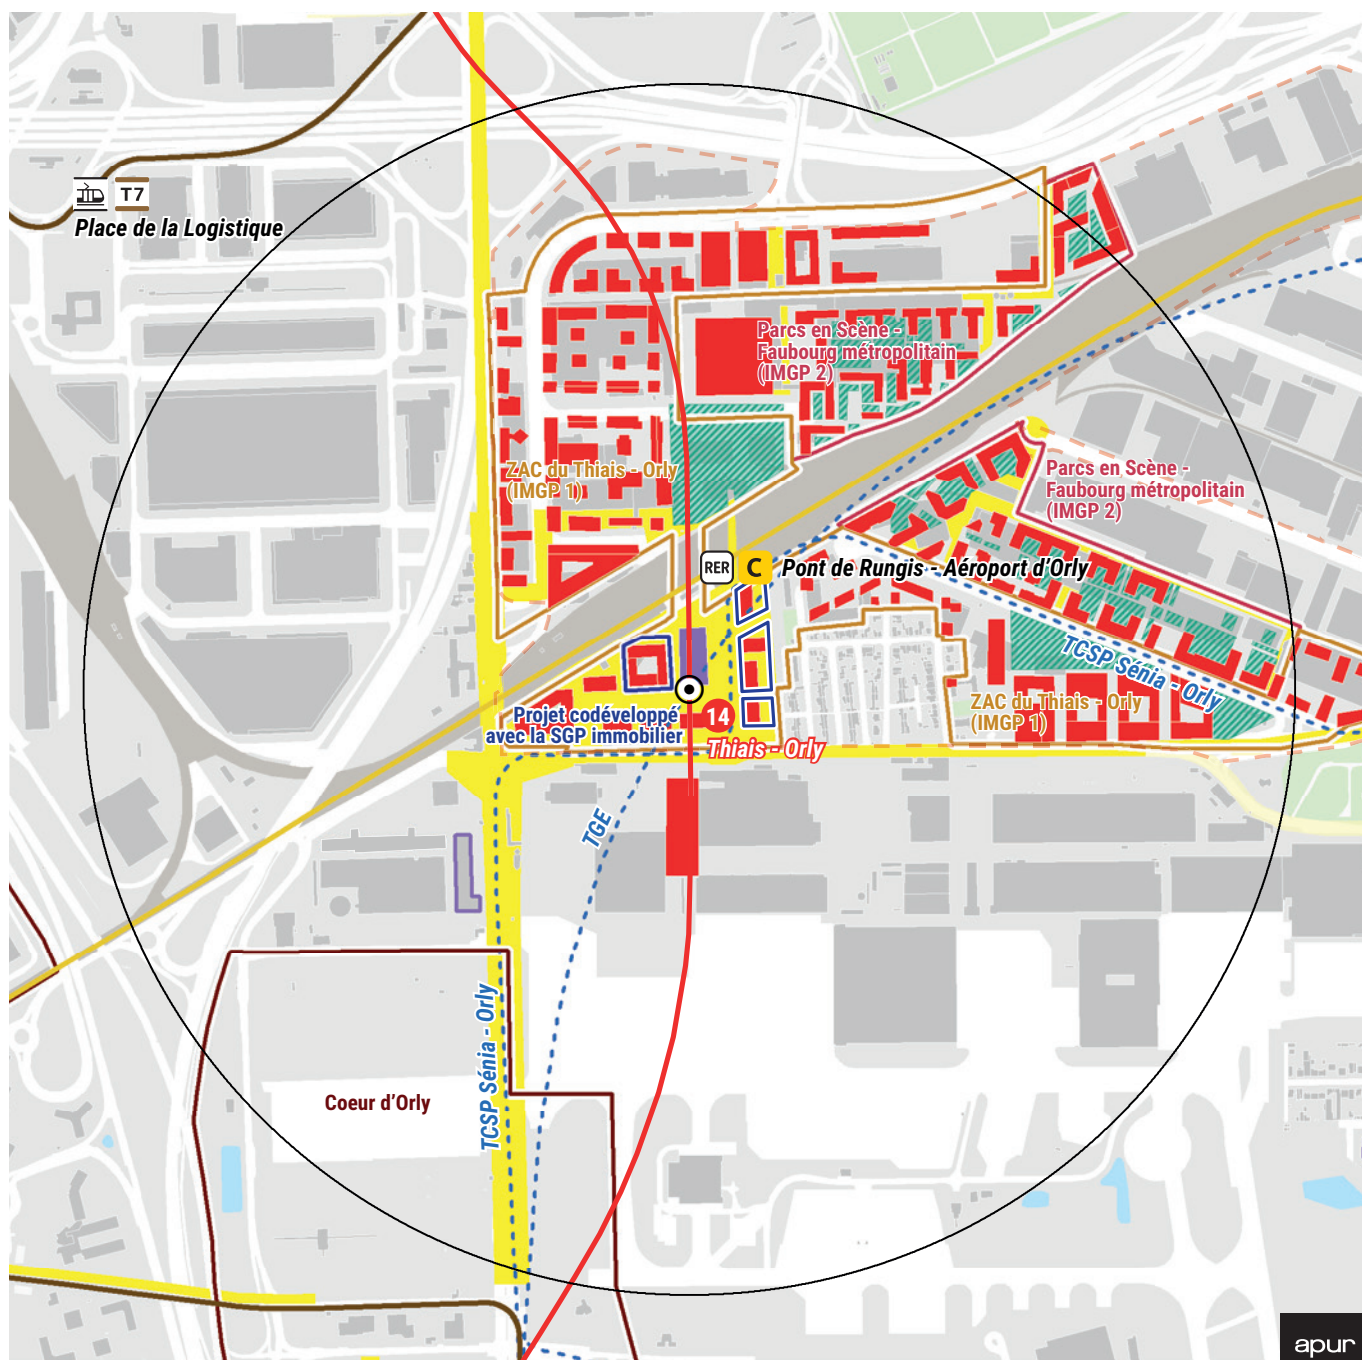 T7
Place de la Logistique
Parcs en Scène -
Faubourg métropolitain
(IMGP 2)
ZAC du Thiais - Orly
(IMGP 1)
Parcs en Scène -
Faubourg métropolitain
(IMGP 2)
RER C Pont de Rungis - Aéroport d'Orly
TCSP Sénia - Orly
ZAC du Thiais - Orly
(IMGP 1)
Projet codéveloppé
avec la SGP immobilier
14
Thiais - Orly
TGE
TCSP Sénia - Orly
Coeur d'Orly
apur